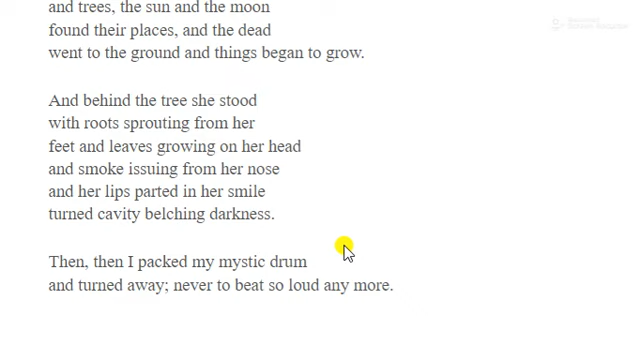 and trees, the sun and the moon
found their places, and the dead
went to the ground and things began to grow.
And behind the tree she stood
with roots sprouting from her
feet and leaves growing on her head
and smoke issuing from her nose
and her lips parted in her smile
turned cavity belching darkness.
Then, then I packed my mystic drum
and turned away; never to beat so loud any more.